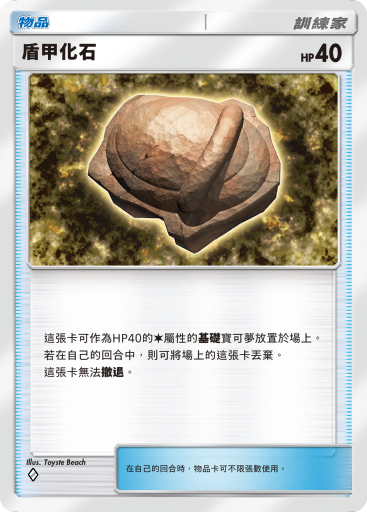 物品
訓練家
盾甲化石
HP40
這張卡可作為HP40的✶屬性的基礎寶可夢放置於場上。
若在自己的回合中，則可將場上的這張卡丟棄。
這張卡無法撤退。
Illus. Toyste Beach
在自己的回合時，物品卡可不限張數使用。